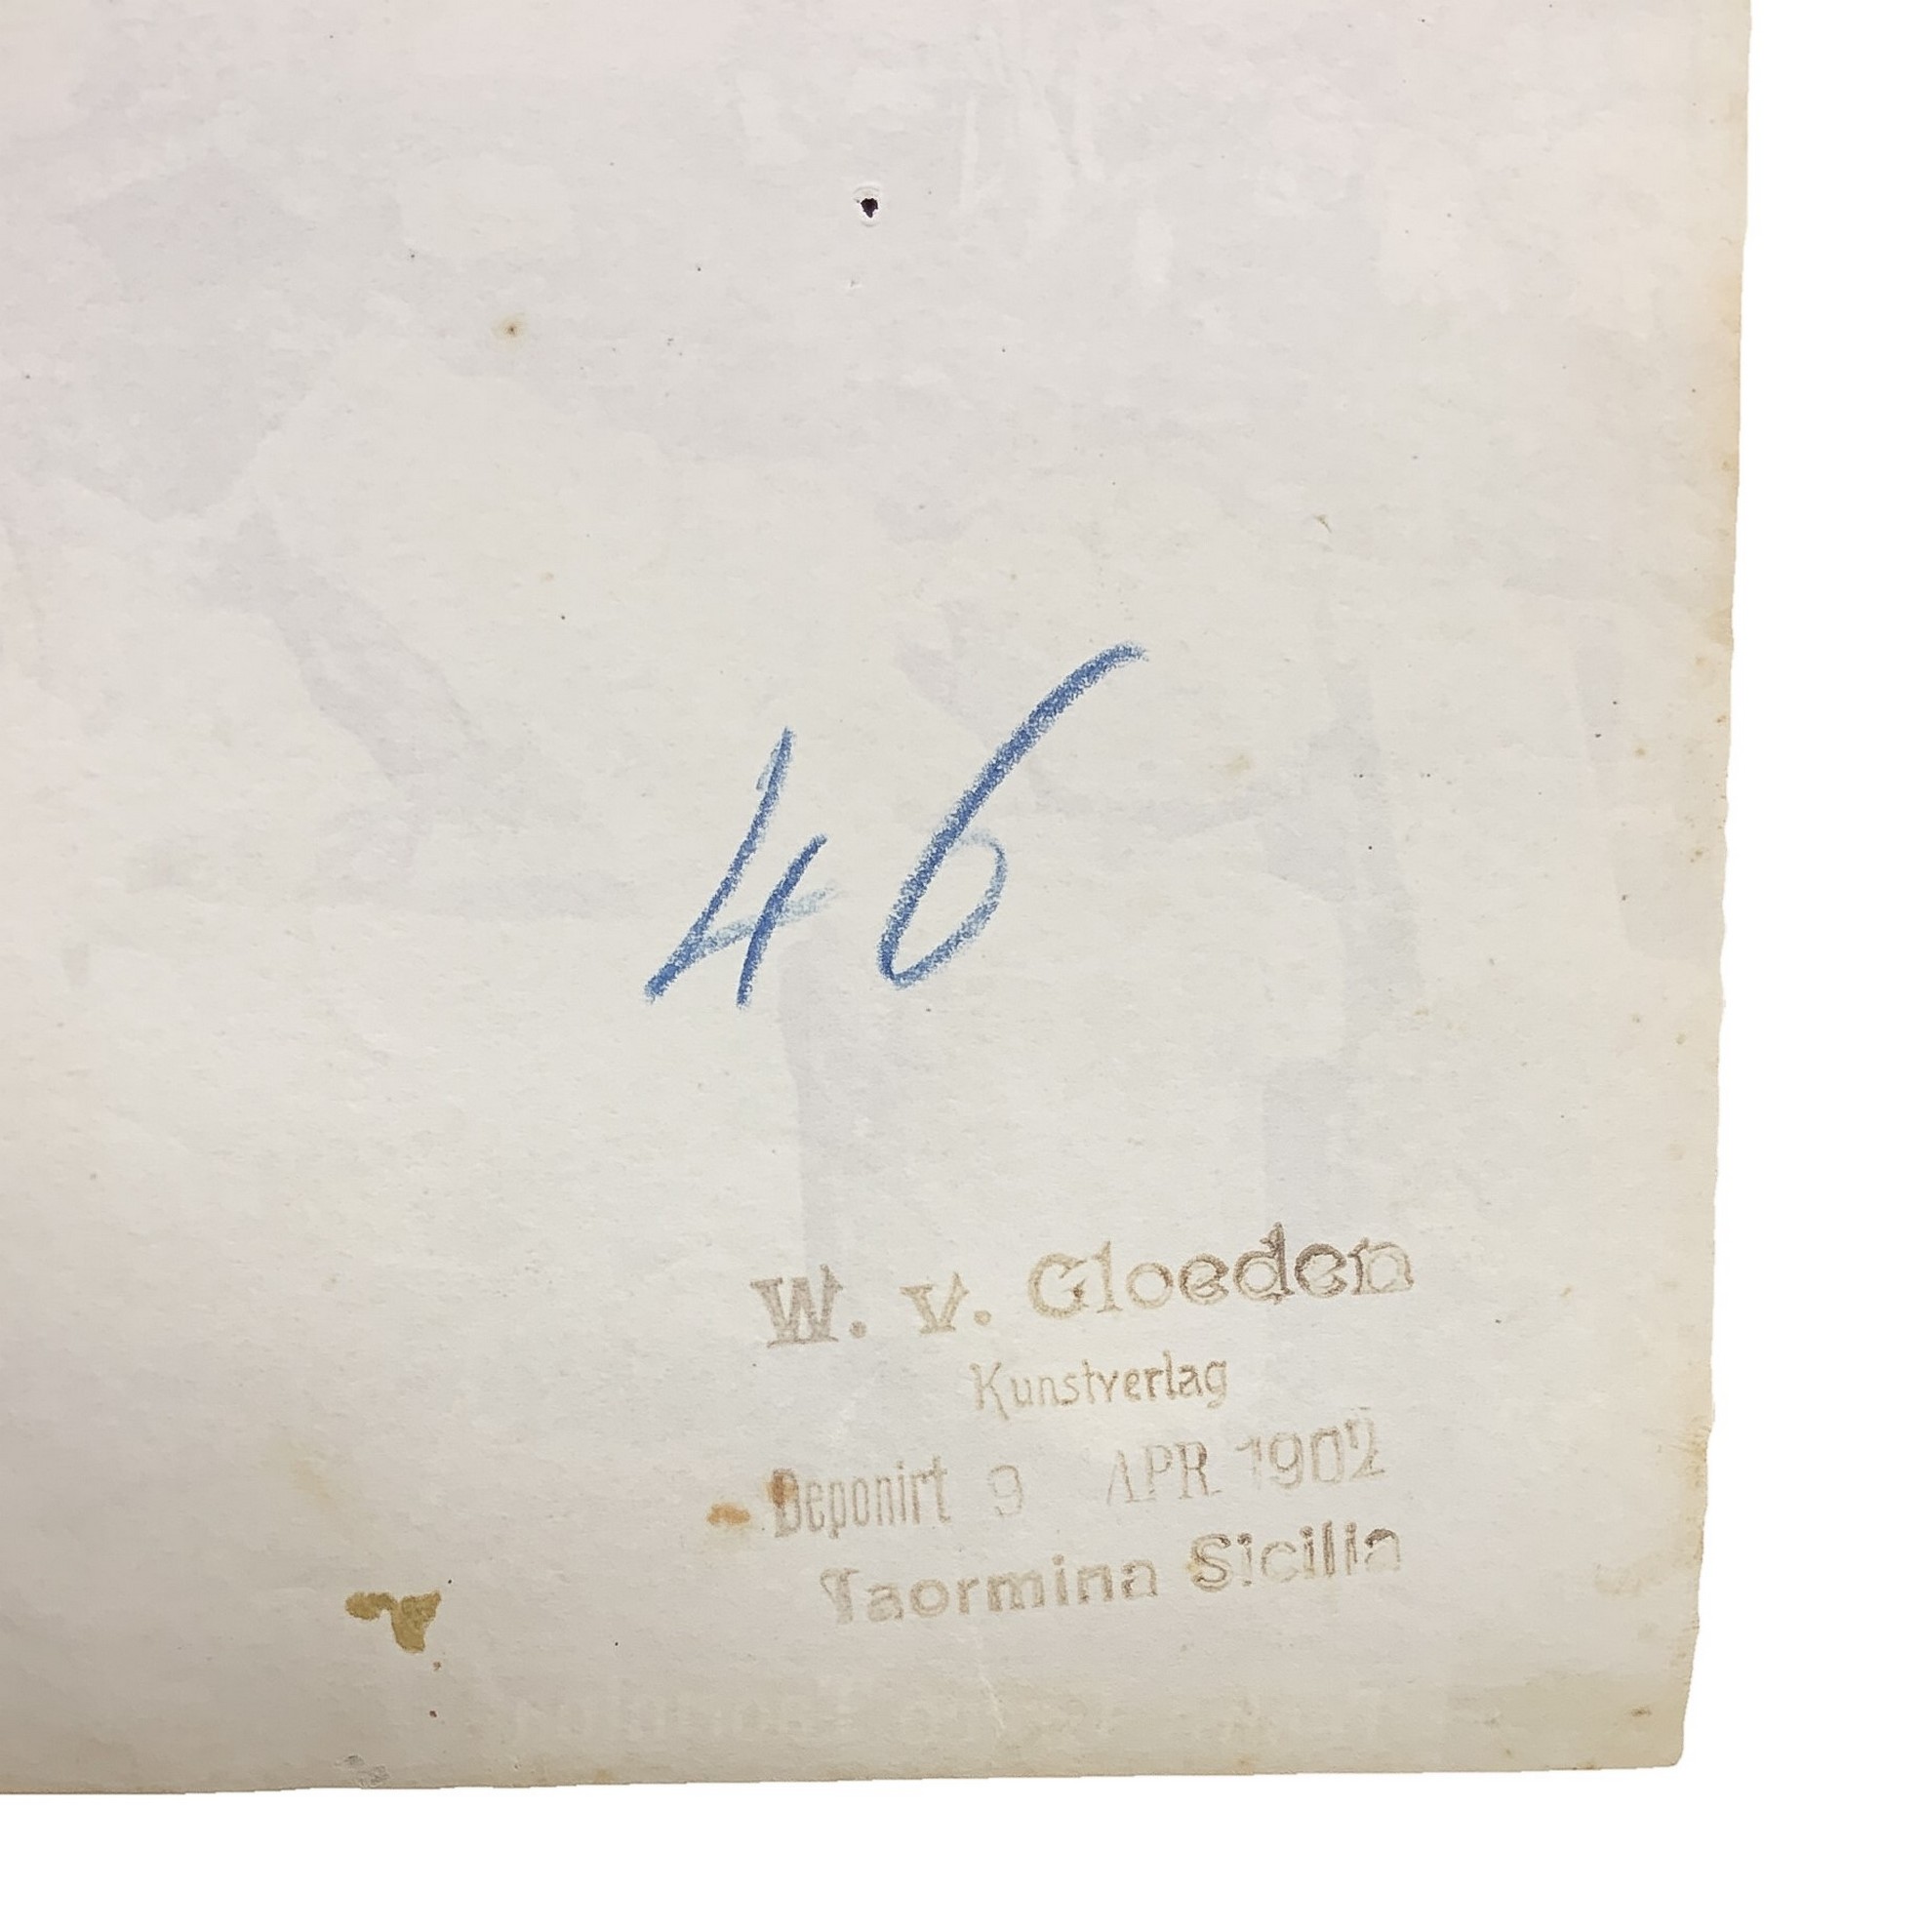 46
W. v. Gloeden
Kunstverlag
Deponirt 9 APR 1902
Taormina Sicilia